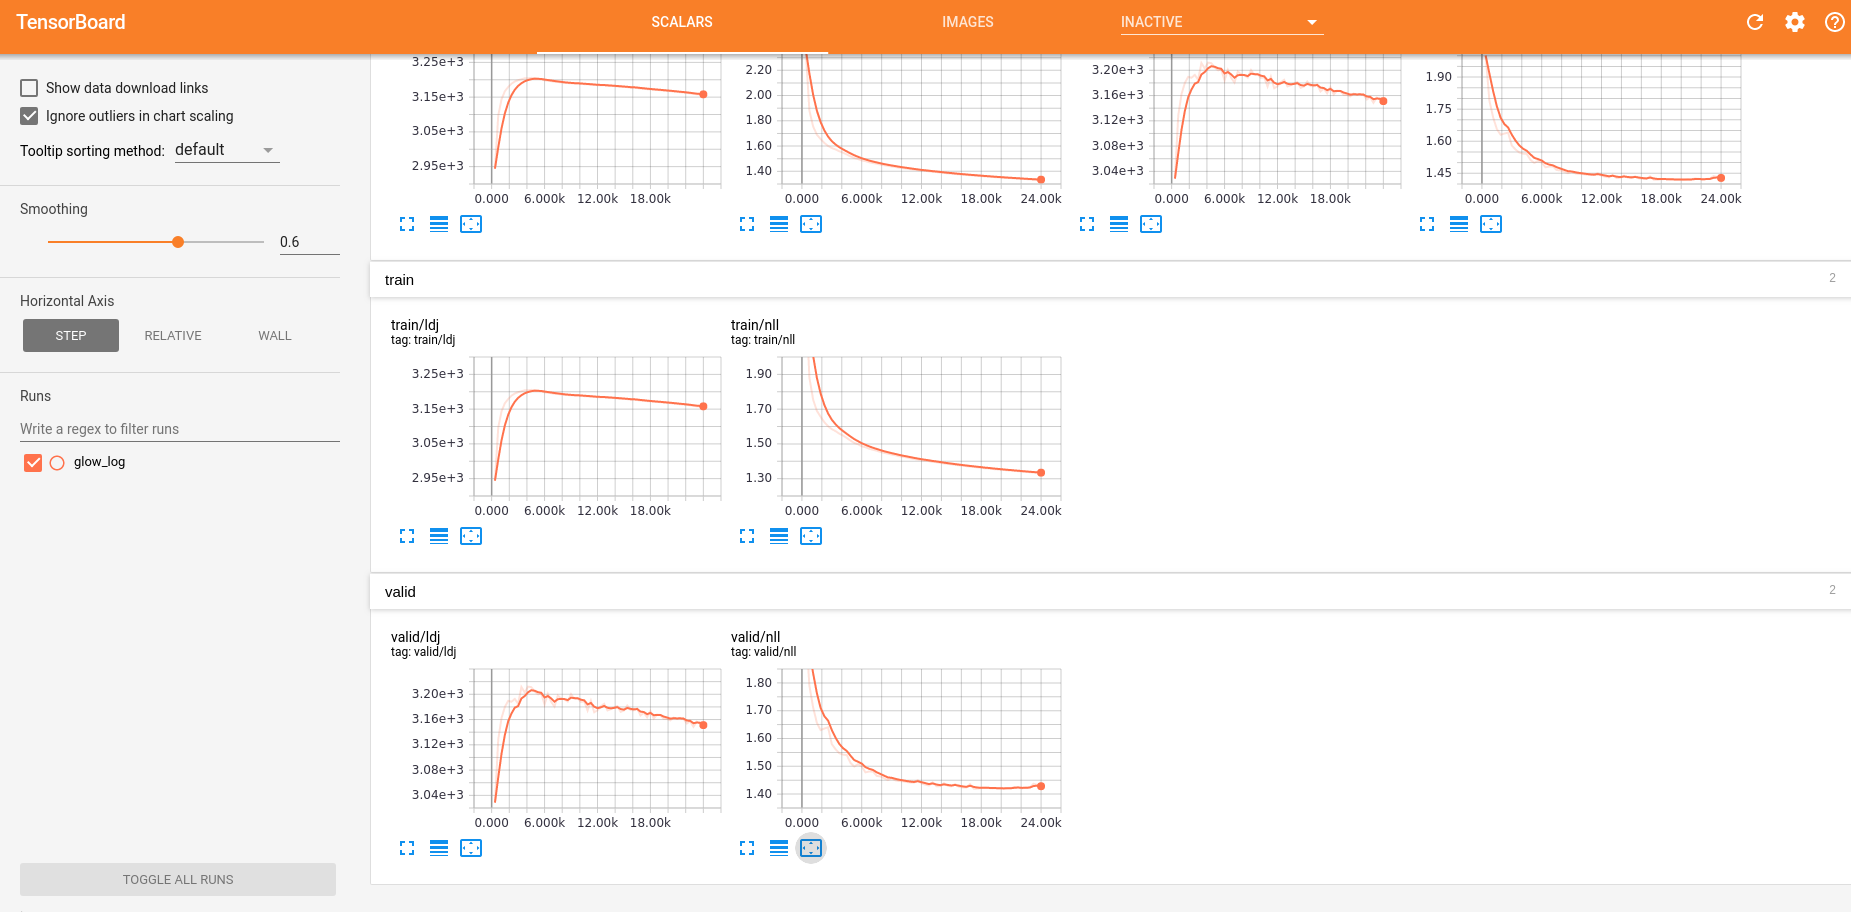 TensorBoard
SCALARS
IMAGES
INACTIVE
Show data download links
Ignore outliers in chart scaling
Tooltip sorting method: default
Smoothing
0.6
Horizontal Axis
STEP RELATIVE WALL
Runs
Write a regex to filter runs
glow_log
TOGGLE ALL RUNS
3.25e+3
3.15e+3
3.05e+3
2.95e+3
0.000 6.000k 12.00k 18.00k
2.20
2.00
1.80
1.60
1.40
0.000 6.000k 12.00k 18.00k 24.00k
3.20e+3
3.16e+3
3.12e+3
3.08e+3
3.04e+3
0.000 6.000k 12.00k 18.00k
1.90
1.75
1.60
1.45
0.000 6.000k 12.00k 18.00k 24.00k
train
2
train/ldj
tag: train/ldj
3.25e+3
3.15e+3
3.05e+3
2.95e+3
0.000 6.000k 12.00k 18.00k
train/nll
tag: train/nll
1.90
1.70
1.50
1.30
0.000 6.000k 12.00k 18.00k 24.00k
valid
2
valid/ldj
tag: valid/ldj
3.20e+3
3.16e+3
3.12e+3
3.08e+3
3.04e+3
0.000 6.000k 12.00k 18.00k
valid/nll
tag: valid/nll
1.80
1.70
1.60
1.50
1.40
0.000 6.000k 12.00k 18.00k 24.00k